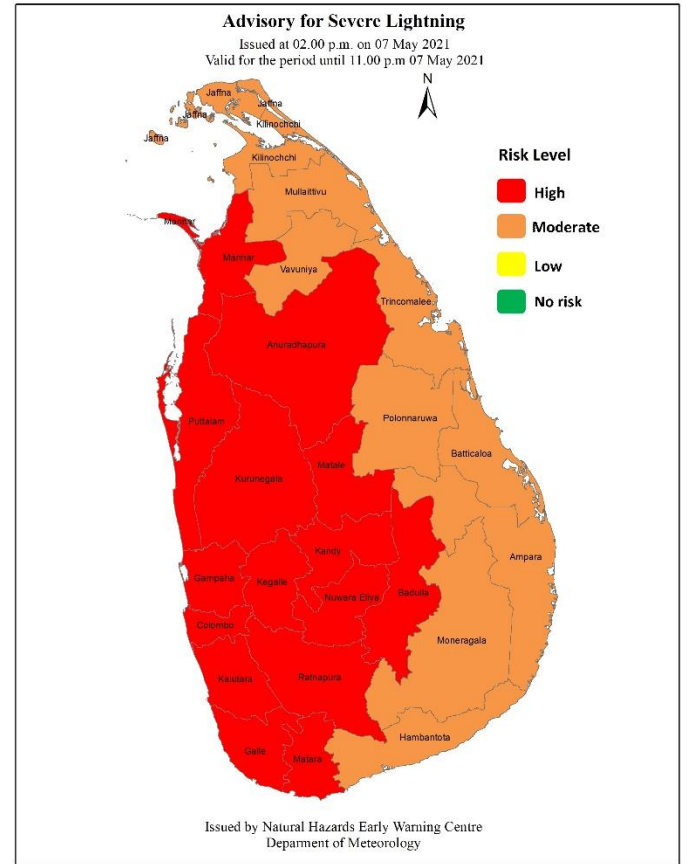 Advisory for Severe Lightning
Issued at 02.00 p.m. on 07 May 2021
Valid for the period until 11.00 p.m 07 May 2021
N
Jaffna
Jaffna
Jaffna
Kilinochchi
Jaffna
Kilinochchi
Risk Level
High
Moderate
Low
No risk
Mullaittivu
Mannar
Mannar
Vavuniya
Trincomalee
Anuradhapura
Puttalam
Polonnaruwa
Batticaloa
Matale
Kurunegala
Kandy
Ampara
Gampaha
Kegalle
Nuwara Eliya
Badulla
Colombo
Moneragala
Kalutara
Ratnapura
Hambantota
Galle
Matara
Issued by Natural Hazards Early Warning Centre
Deparment of Meteorology